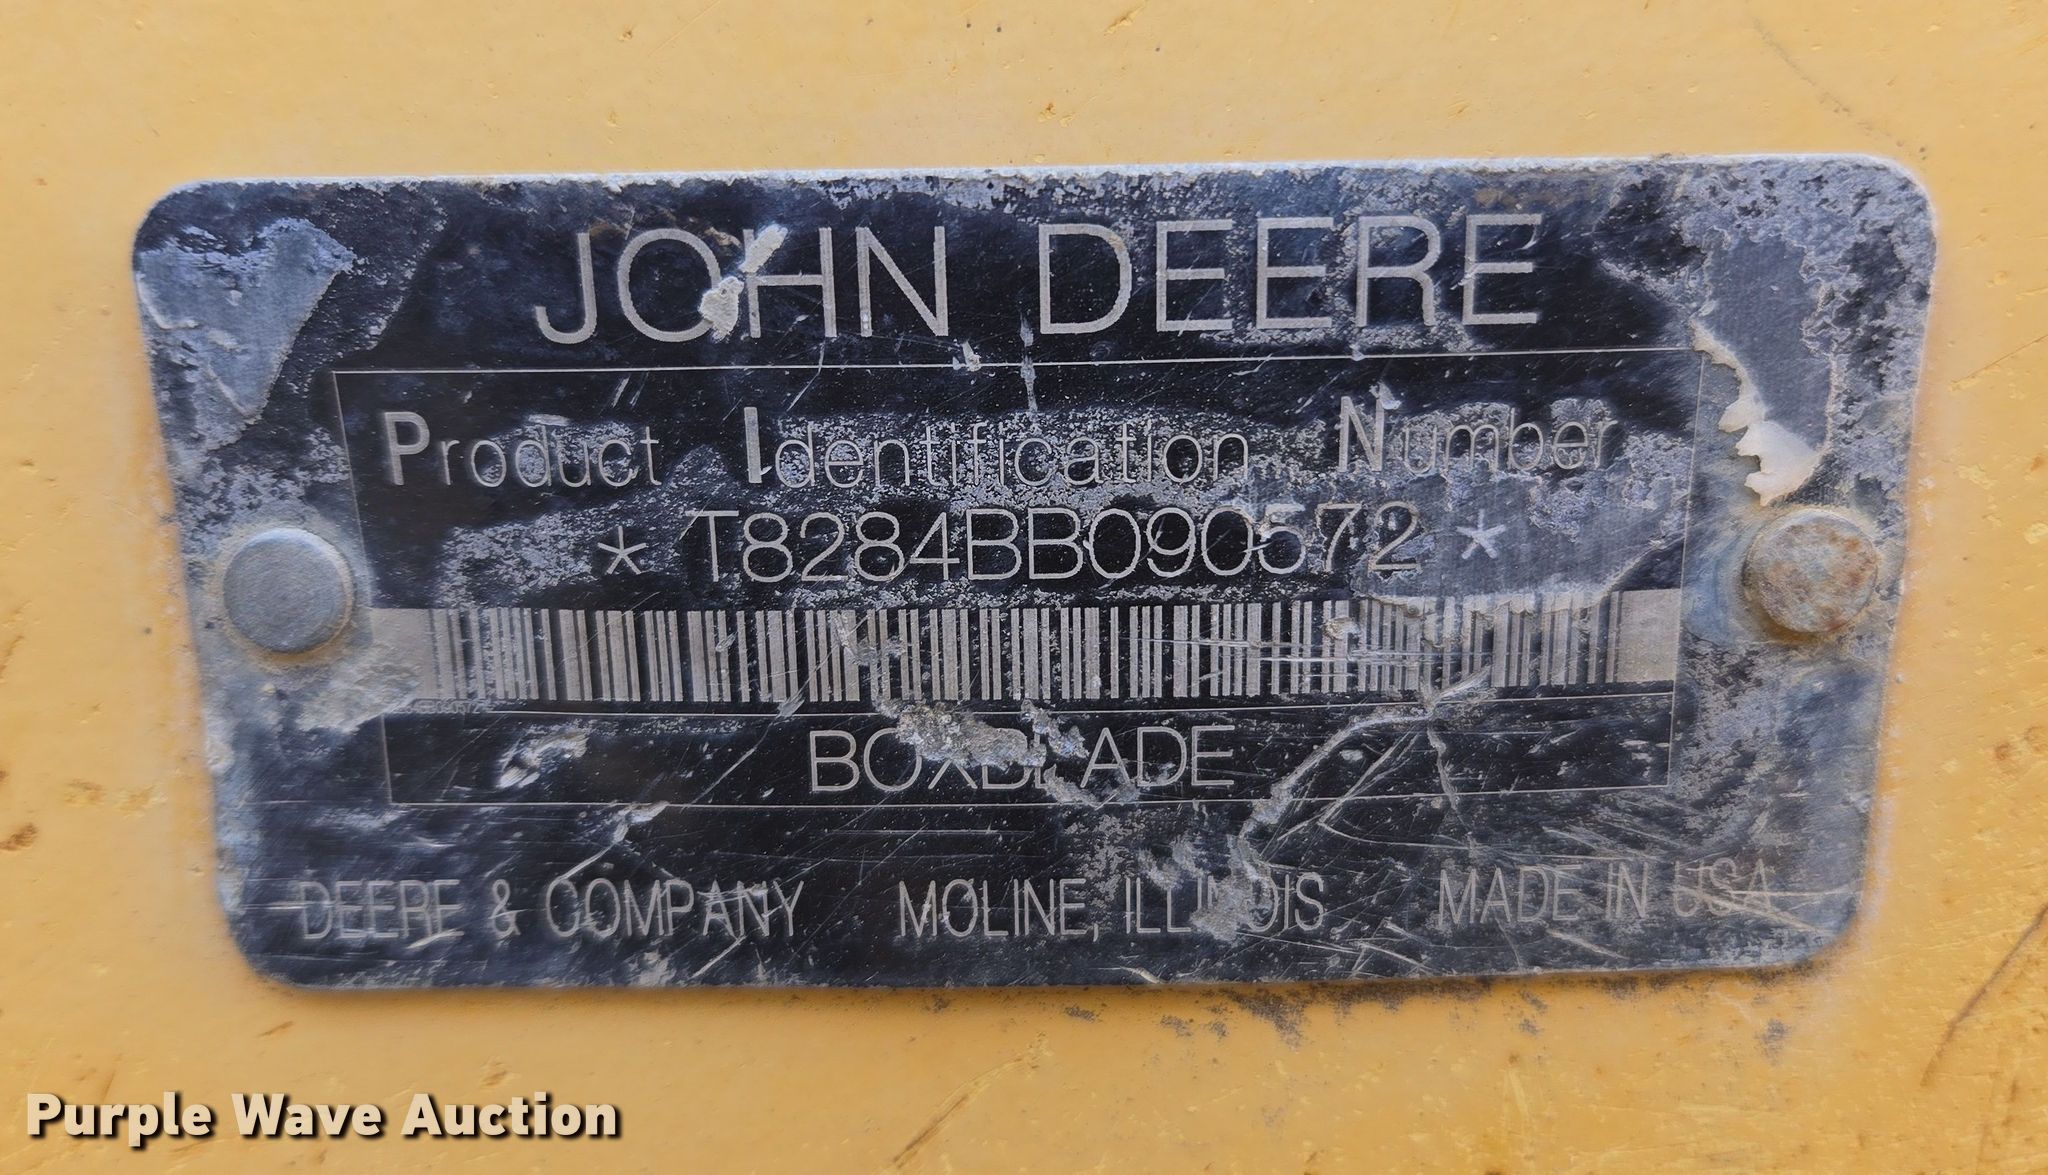 JOHN DEERE
Product Identification Number
* T8284BB090572 *
BOXBLADE
DEERE & COMPANY MOLINE, ILLINOIS MADE IN USA
Purple Wave Auction